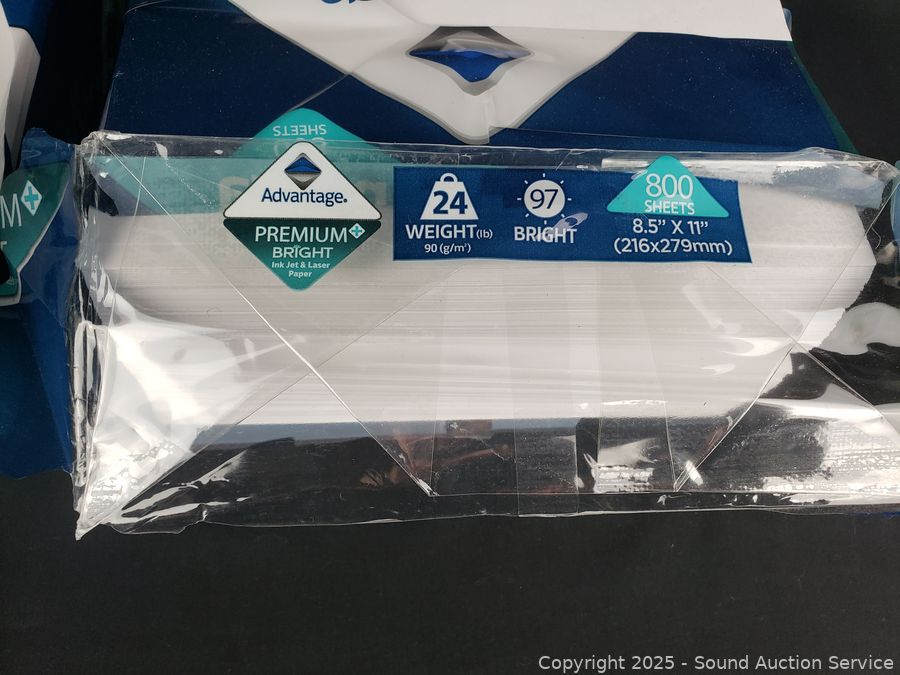 SHEETS
Advantage®
PREMIUM+
BRIGHT
Ink Jet & Laser
Paper
24
WEIGHT(lb)
90 (g/m²)
97
BRIGHT
800
SHEETS
8.5" X 11"
(216x279mm)
M+
Copyright © 2025 - Sound Auction Service